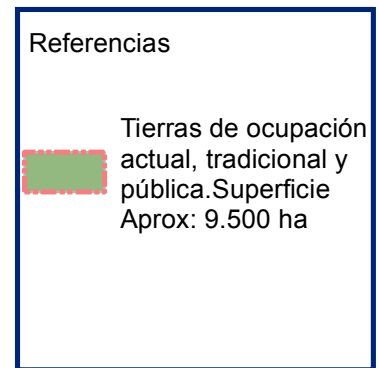 Referencias
Tierras de ocupación
actual, tradicional y
pública.Superficie
Aprox: 9.500 ha